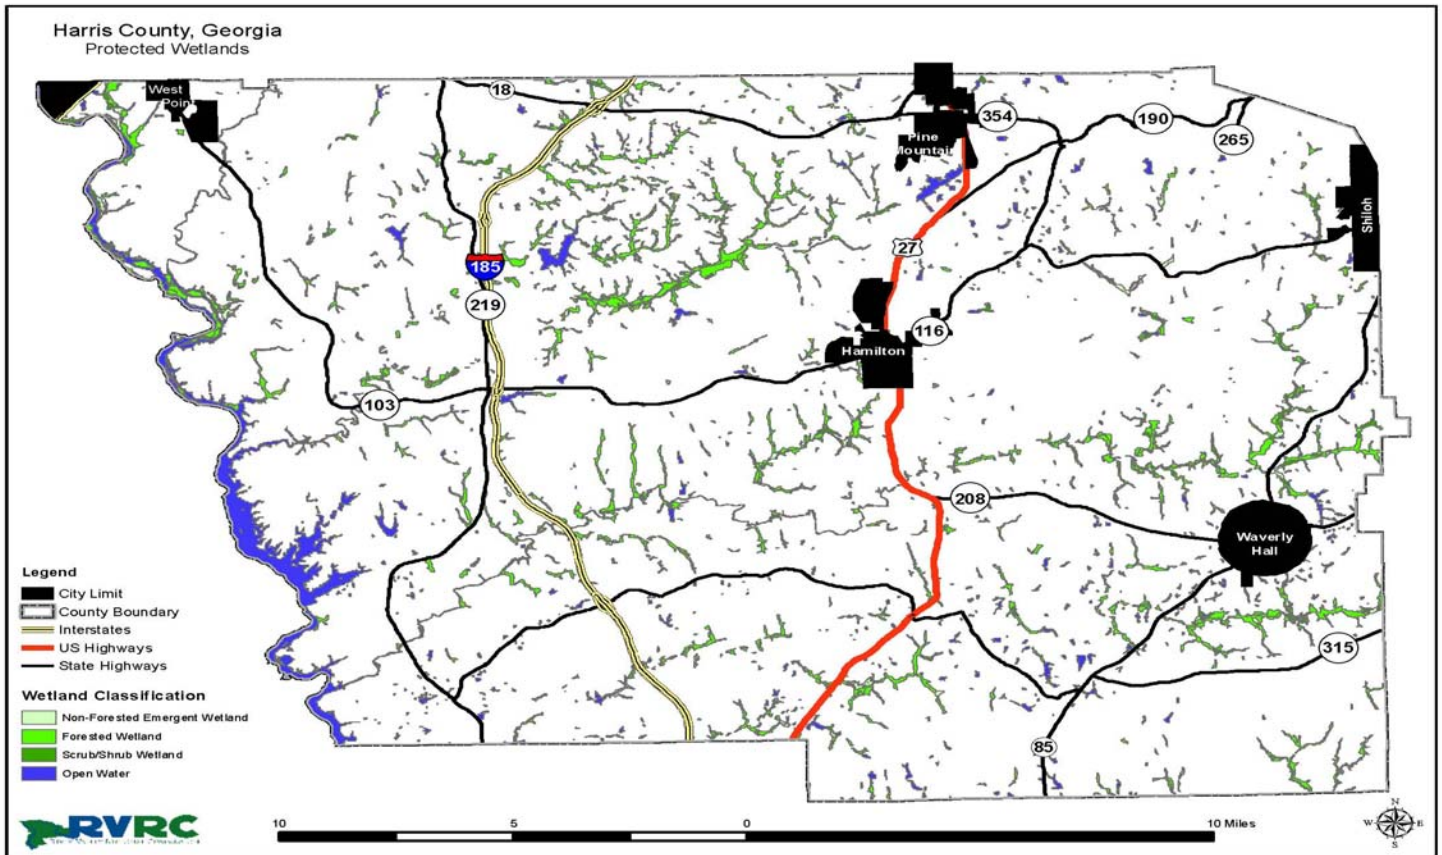 Harris County, Georgia
Protected Wetlands
West
Point
18
354
190
265
Pine
Mountain
Shiloh
27
185
219
116
Hamilton
103
208
Waverly
Hall
315
85
Legend
City Limit
County Boundary
Interstates
US Highways
State Highways
Wetland Classification
Non-Forested Emergent Wetland
Forested Wetland
Scrub/Shrub Wetland
Open Water
RVRC
10 5 0 10 Miles
N
W E
S